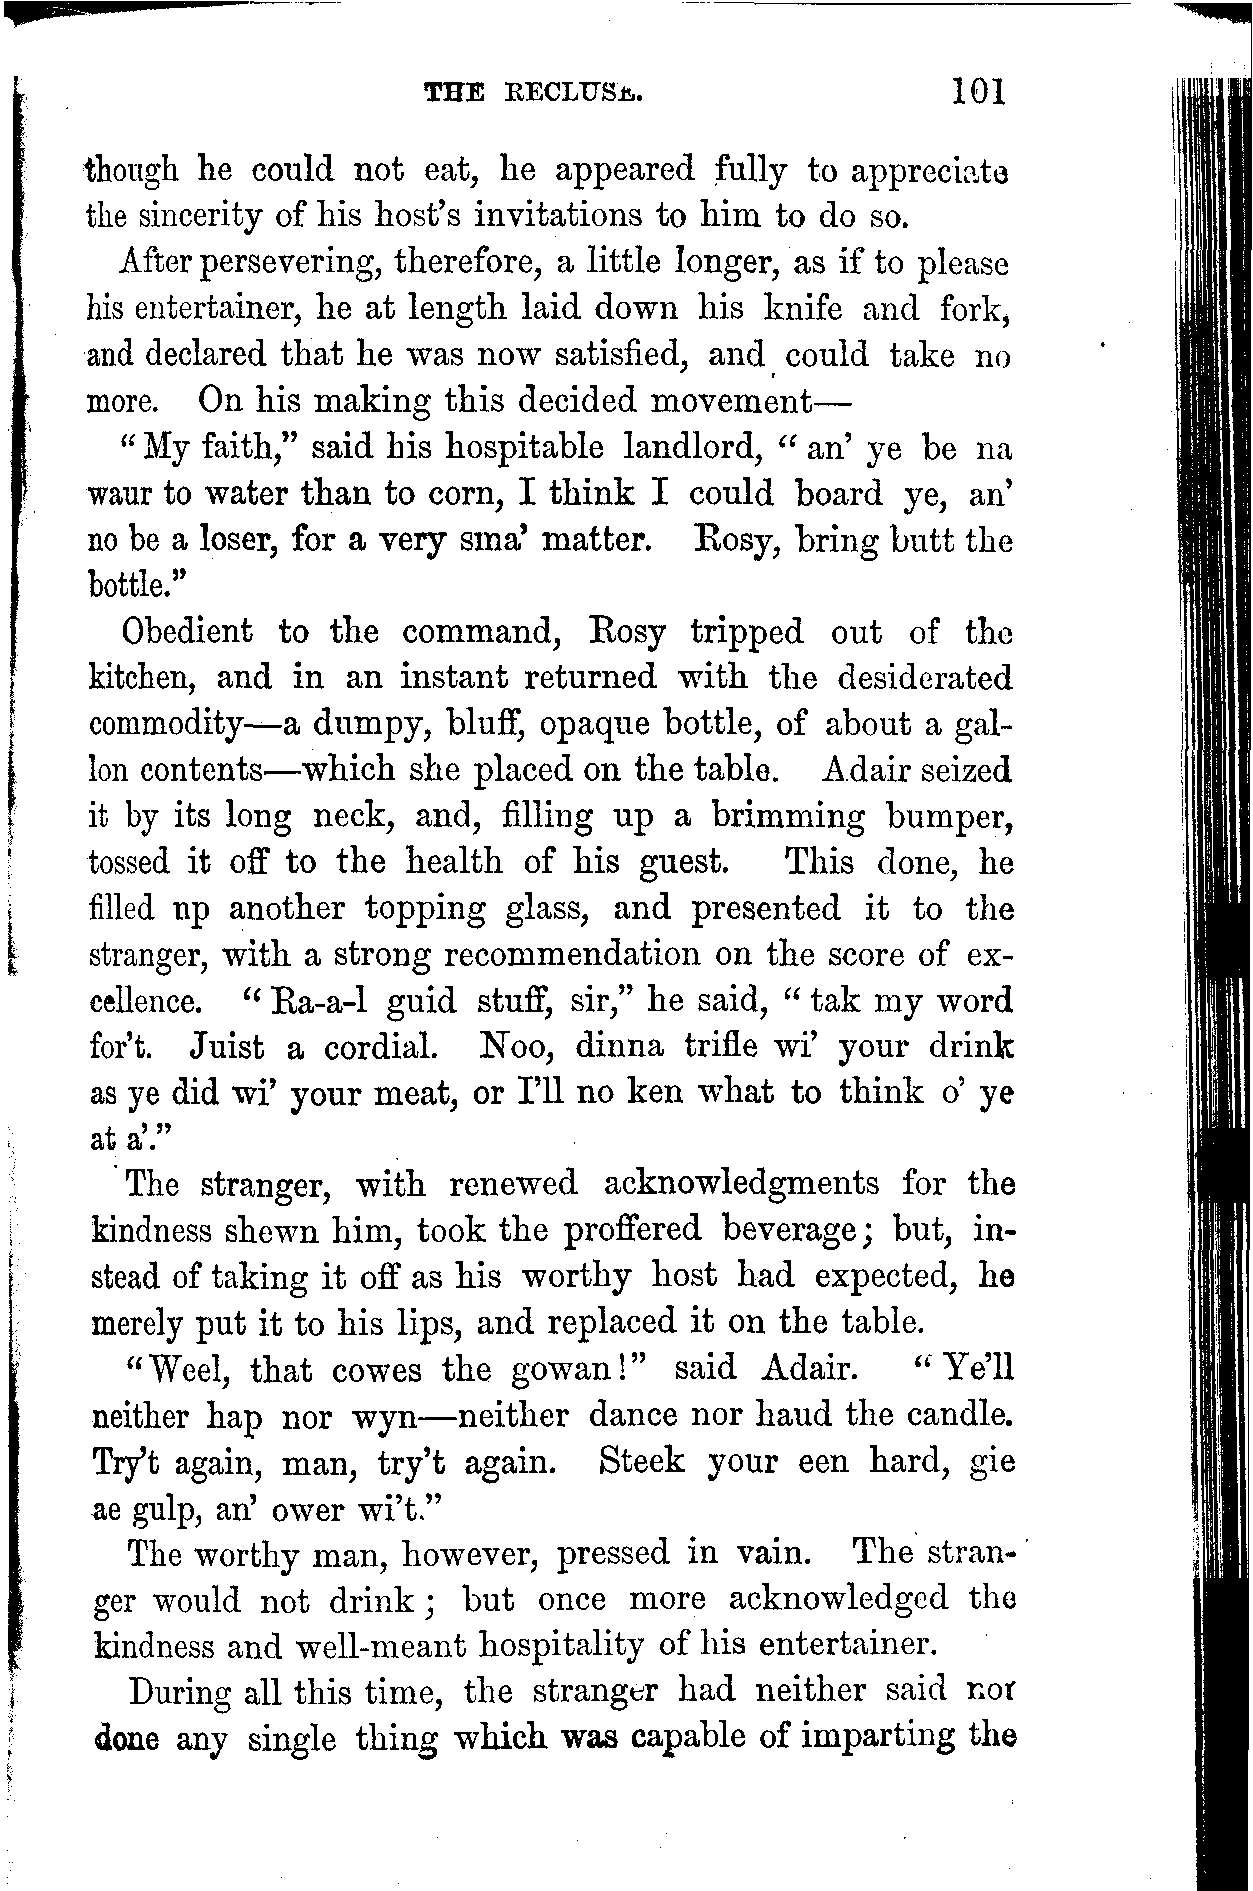 THE RECLUSE. 101
though he could not eat, he appeared fully to appreciate
the sincerity of his host's invitations to him to do so.
After persevering, therefore, a little longer, as if to please
his entertainer, he at length laid down his knife and fork,
and declared that he was now satisfied, and could take no
more. On his making this decided movement—
"My faith," said his hospitable landlord, "an' ye be na
waur to water than to corn, I think I could board ye, an'
no be a loser, for a very sma' matter. Rosy, bring butt the
bottle."
Obedient to the command, Rosy tripped out of the
kitchen, and in an instant returned with the desiderated
commodity—a dumpy, bluff, opaque bottle, of about a gal-
lon contents—which she placed on the table. Adair seized
it by its long neck, and, filling up a brimming bumper,
tossed it off to the health of his guest. This done, he
filled up another topping glass, and presented it to the
stranger, with a strong recommendation on the score of ex-
cellence. "Ra-a-l guid stuff, sir," he said, "tak my word
for't. Juist a cordial. Noo, dinna trifle wi' your drink
as ye did wi' your meat, or I'll no ken what to think o' ye
at a'."
The stranger, with renewed acknowledgments for the
kindness shewn him, took the proffered beverage; but, in-
stead of taking it off as his worthy host had expected, he
merely put it to his lips, and replaced it on the table.
"Weel, that cowes the gowan!" said Adair. "Ye'll
neither hap nor wyn—neither dance nor haud the candle.
Try't again, man, try't again. Steek your een hard, gie
ae gulp, an' ower wi't."
The worthy man, however, pressed in vain. The stran-
ger would not drink; but once more acknowledged the
kindness and well-meant hospitality of his entertainer.
During all this time, the stranger had neither said nor
done any single thing which was capable of imparting the